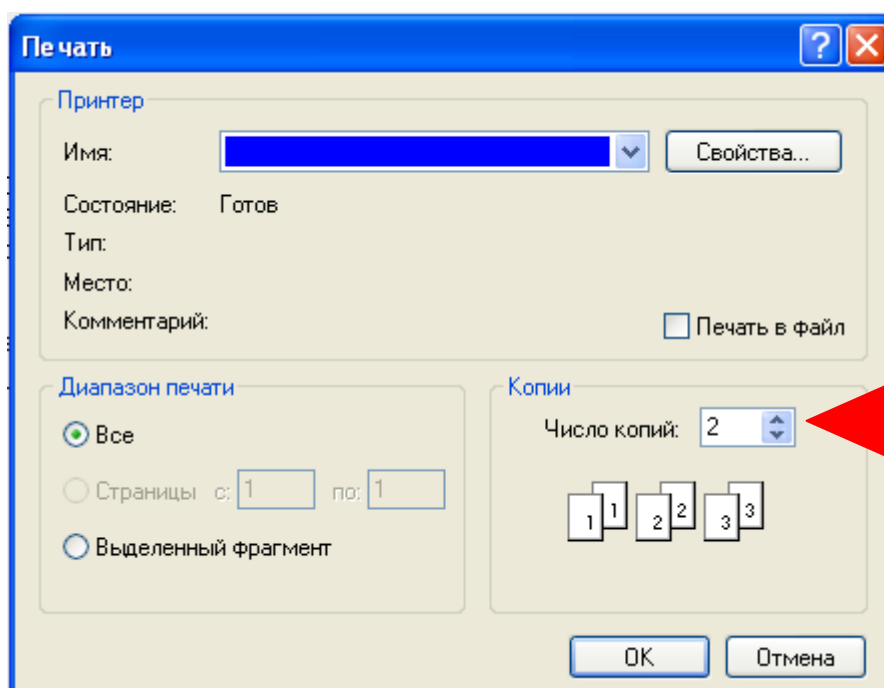 Печать
Принтер
Имя: Свойства...
Состояние: Готов
Тип:
Место:
Комментарий: Печать в файл
Диапазон печати
Все
Страницы с: 1 по: 1
Выделенный фрагмент
Копии
Число копий: 2
1 1 2 2 3 3
OK Отмена